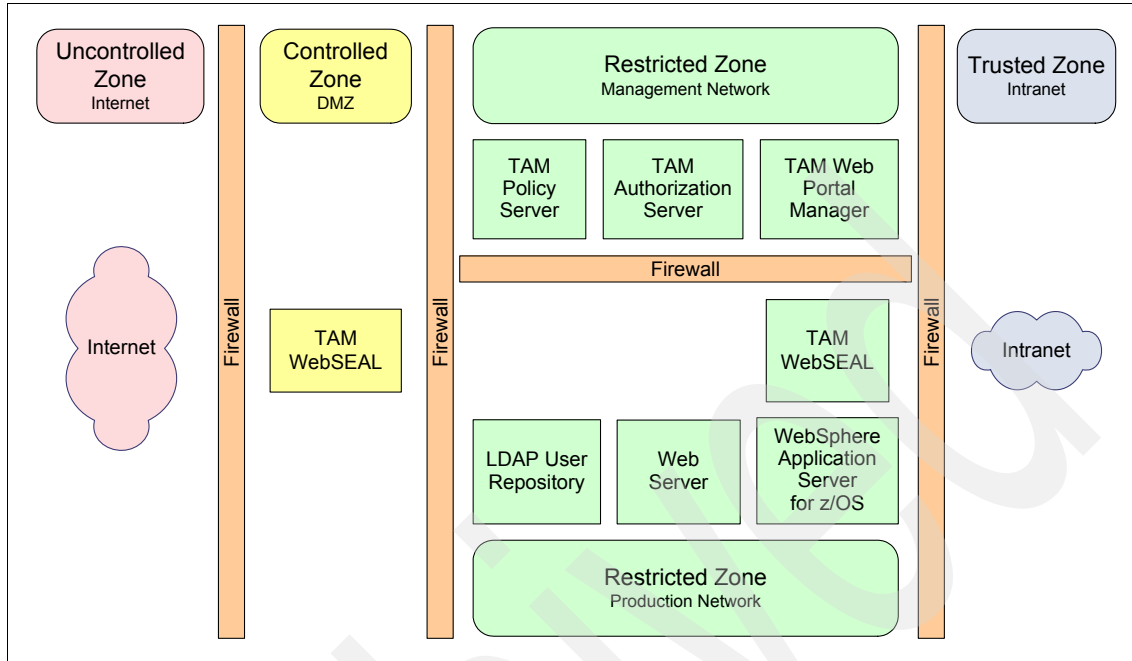 Uncontrolled
Zone
Internet
Controlled
Zone
DMZ
Restricted Zone
Management Network
Trusted Zone
Intranet
TAM
Policy
Server
TAM
Authorization
Server
TAM Web
Portal
Manager
Firewall
Firewall
Firewall
Firewall
Internet
TAM
WebSEAL
TAM
WebSEAL
Intranet
LDAP User
Repository
Web
Server
WebSphere
Application
Server
for z/OS
Restricted Zone
Production Network